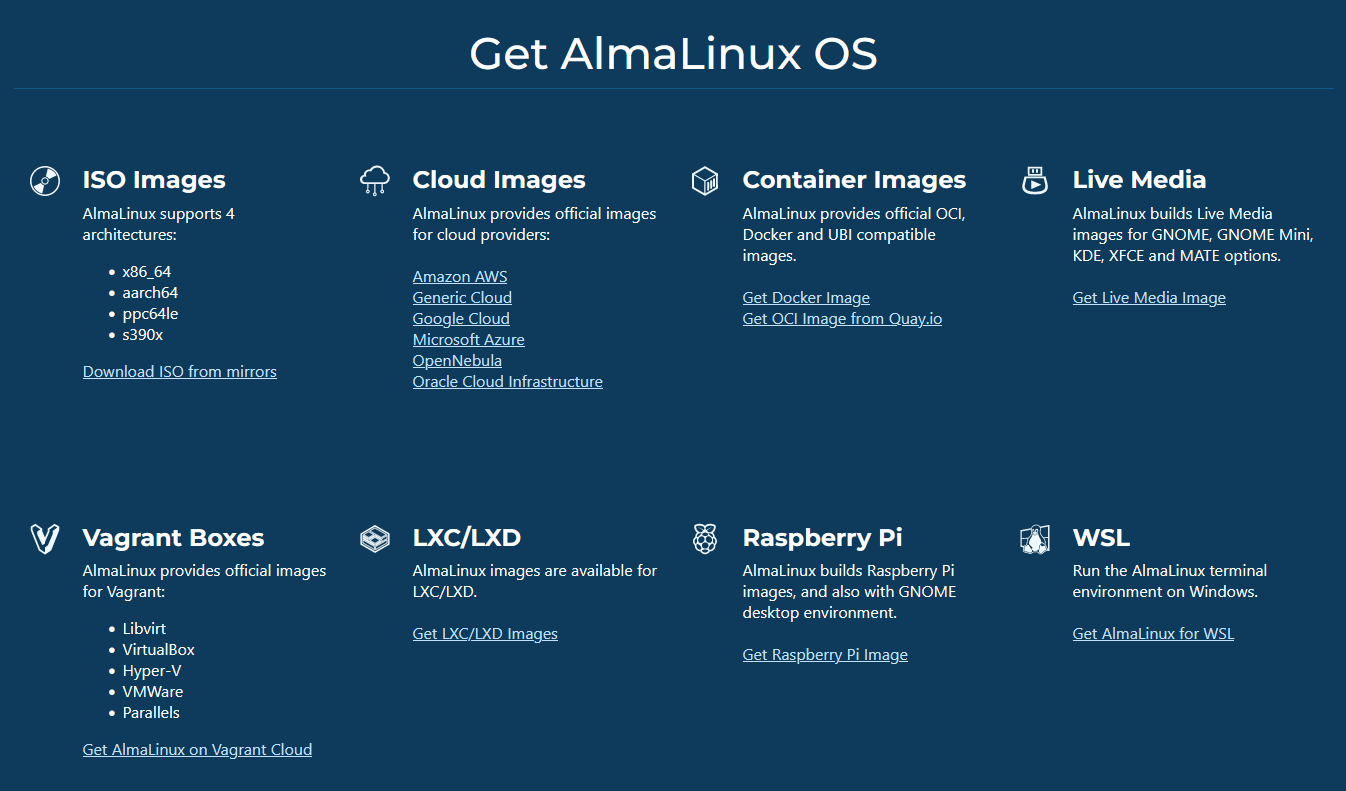 Get AlmaLinux OS
ISO Images
AlmaLinux supports 4
architectures:
x86_64
aarch64
ppc64le
s390x
Download ISO from mirrors
Cloud Images
AlmaLinux provides official images
for cloud providers:
Amazon AWS
Generic Cloud
Google Cloud
Microsoft Azure
OpenNebula
Oracle Cloud Infrastructure
Container Images
AlmaLinux provides official OCI,
Docker and UBI compatible
images.
Get Docker Image
Get OCI Image from Quay.io
Live Media
AlmaLinux builds Live Media
images for GNOME, GNOME Mini,
KDE, XFCE and MATE options.
Get Live Media Image
Vagrant Boxes
AlmaLinux provides official images
for Vagrant:
Libvirt
VirtualBox
Hyper-V
VMWare
Parallels
Get AlmaLinux on Vagrant Cloud
LXC/LXD
AlmaLinux images are available for
LXC/LXD.
Get LXC/LXD Images
Raspberry Pi
AlmaLinux builds Raspberry Pi
images, and also with GNOME
desktop environment.
Get Raspberry Pi Image
WSL
Run the AlmaLinux terminal
environment on Windows.
Get AlmaLinux for WSL